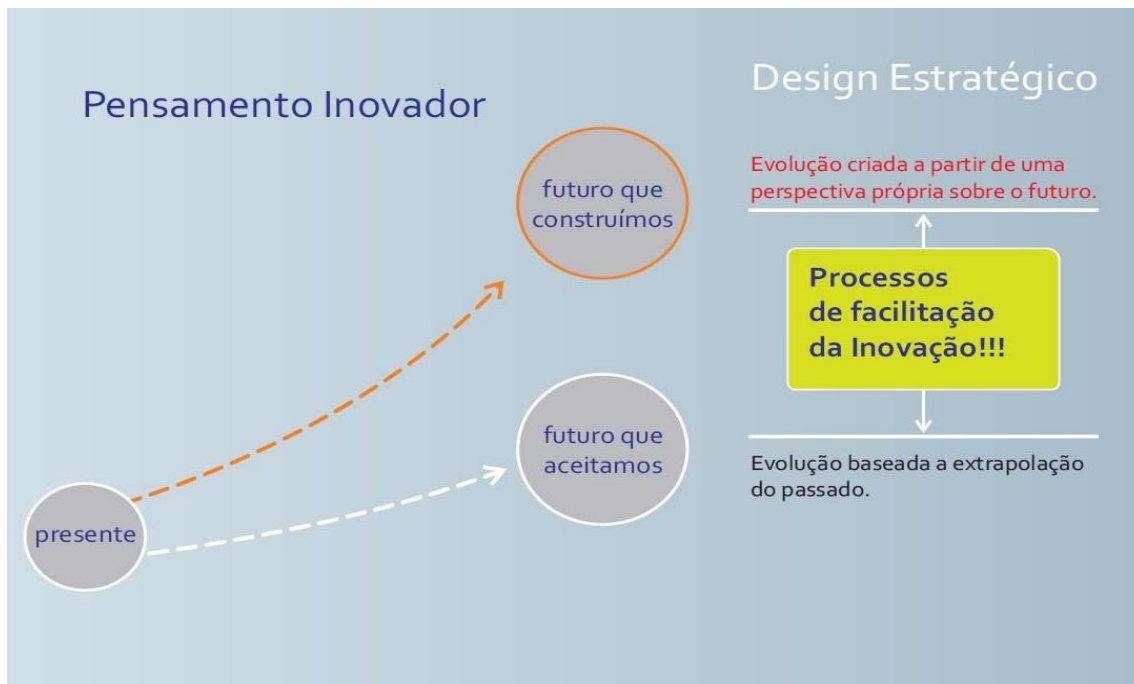 Pensamento Inovador
Design Estratégico
Evolução criada a partir de uma
perspectiva própria sobre o futuro.
futuro que
construímos
Processos
de facilitação
da Inovação!!!
futuro que
aceitamos
Evolução baseada a extrapolação
do passado.
presente